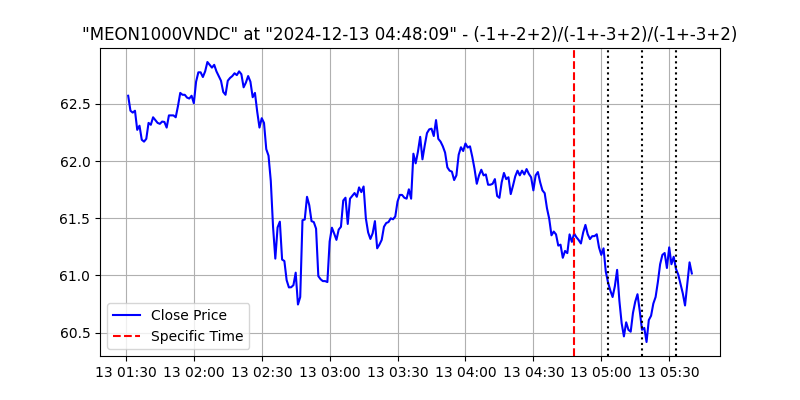 "MEON1000VNDC" at "2024-12-13 04:48:09" - (-1+-2+2)/(-1+-3+2)/(-1+-3+2)
62.5
62.0
61.5
61.0
60.5
Close Price
Specific Time
13 01:30 13 02:00 13 02:30 13 03:00 13 03:30 13 04:00 13 04:30 13 05:00 13 05:30